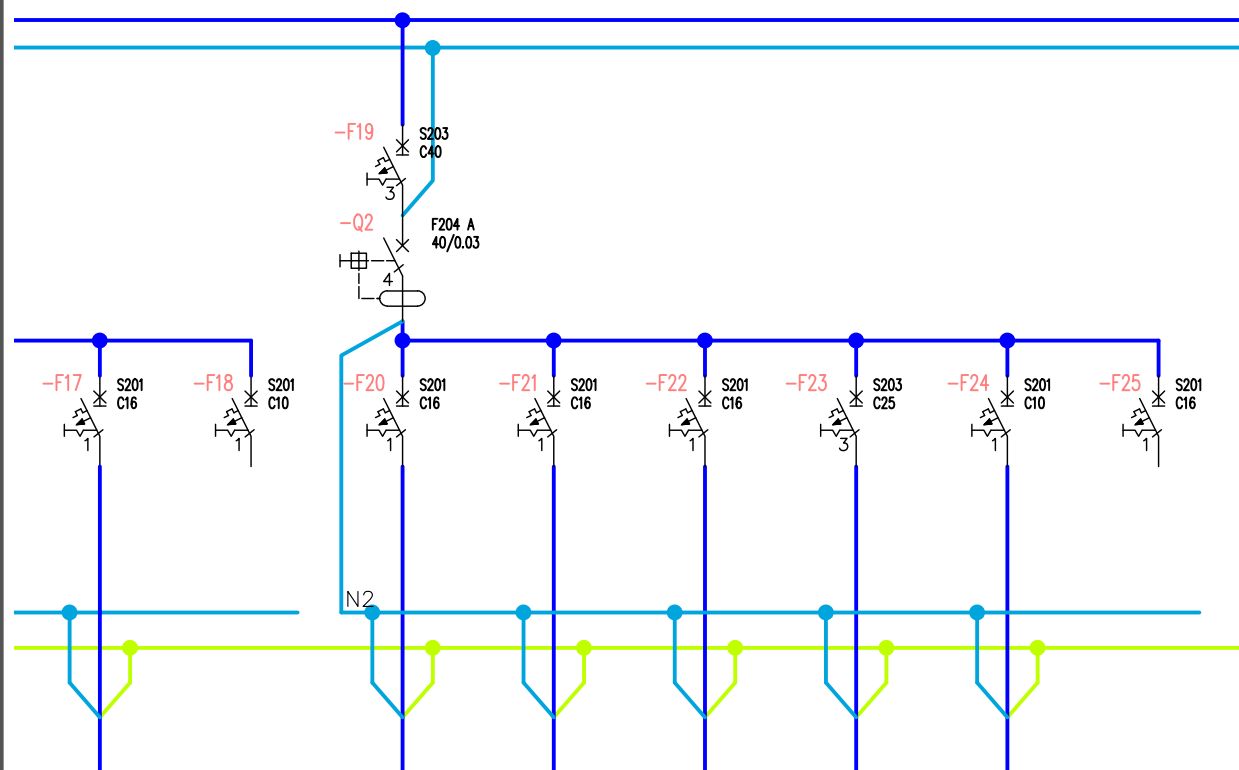 -F19
S203
C40
3
-Q2
F204 A
40/0.03
4
-F17
S201
C16
1
-F18
S201
C10
1
-F20
S201
C16
1
-F21
S201
C16
1
-F22
S201
C16
1
-F23
S203
C25
3
-F24
S201
C10
1
-F25
S201
C16
1
N2